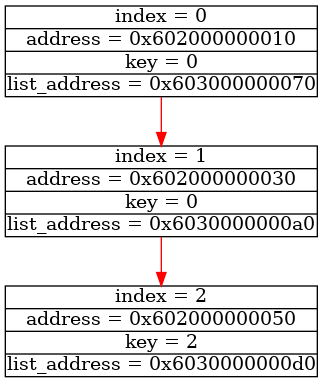 index = 0
address = 0x602000000010
key = 0
list_address = 0x603000000070
index = 1
address = 0x602000000030
key = 0
list_address = 0x6030000000a0
index = 2
address = 0x602000000050
key = 2
list_address = 0x6030000000d0